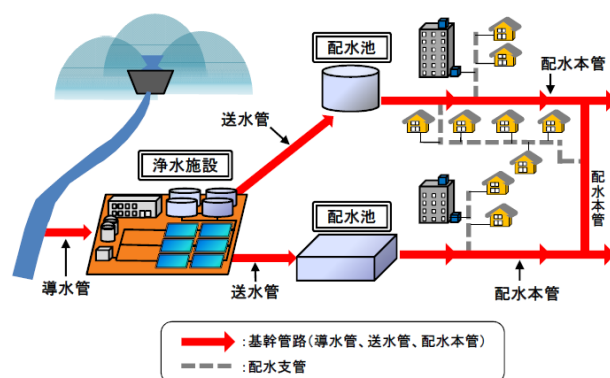 配水池
配水本管
送水管
浄水施設
配水本管
配水池
導水管
送水管
配水本管
:基幹管路(導水管、送水管、配水本管)
:配水支管